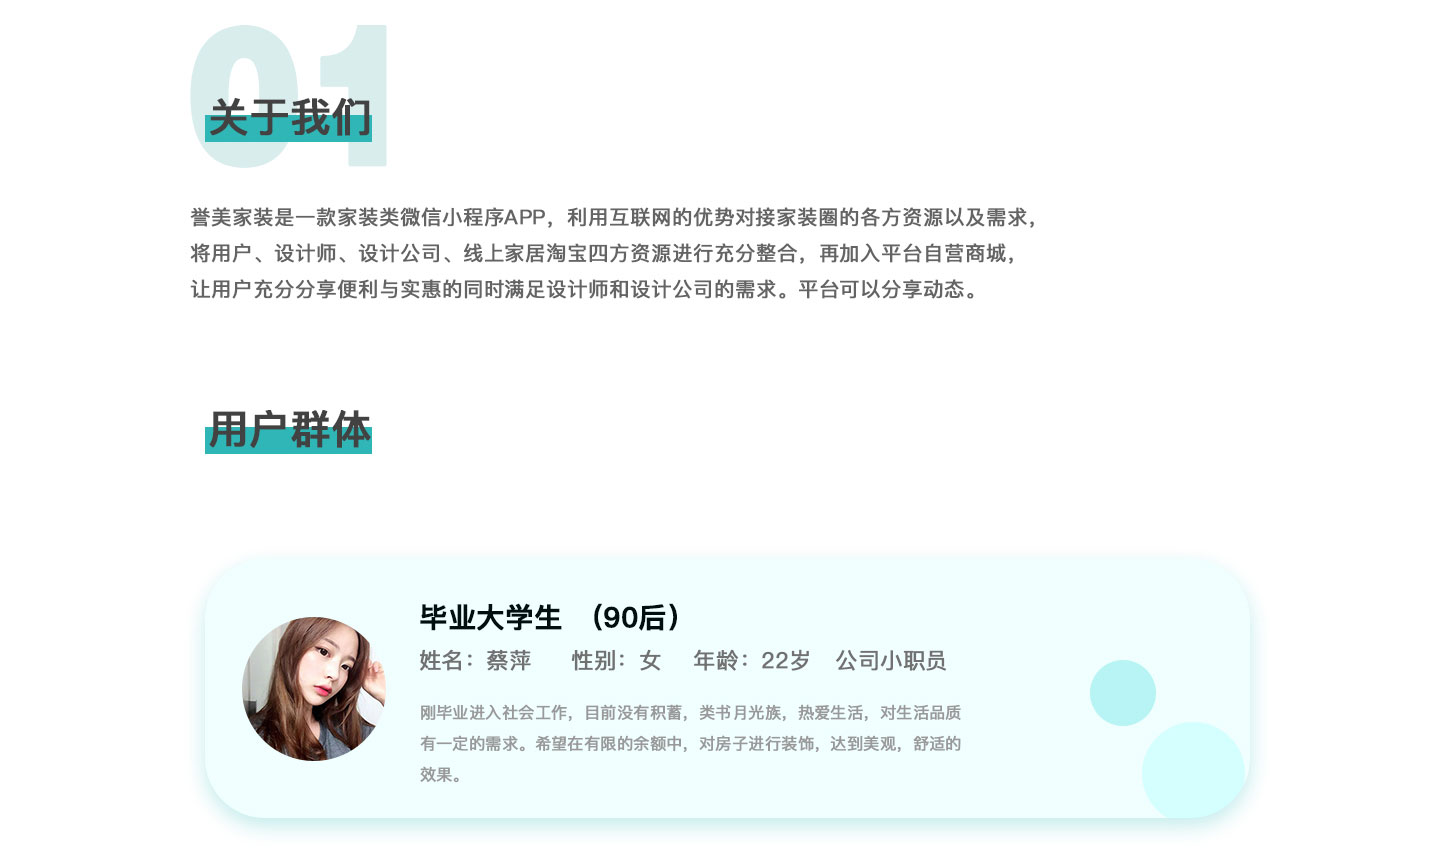 01
关于我们
誉美家装是一款家装类微信小程序APP，利用互联网的优势对接家装圈的各方资源以及需求，
将用户、设计师、设计公司、线上家居淘宝四方资源进行充分整合，再加入平台自营商城，
让用户充分分享便利与实惠的同时满足设计师和设计公司的需求。平台可以分享动态。
用户群体
毕业大学生 （90后）
姓名：蔡萍 性别：女 年龄：22岁 公司小职员
刚毕业进入社会工作，目前没有积蓄，类书月光族，热爱生活，对生活品质
有一定的需求。希望在有限的余额中，对房子进行装饰，达到美观，舒适的
效果。